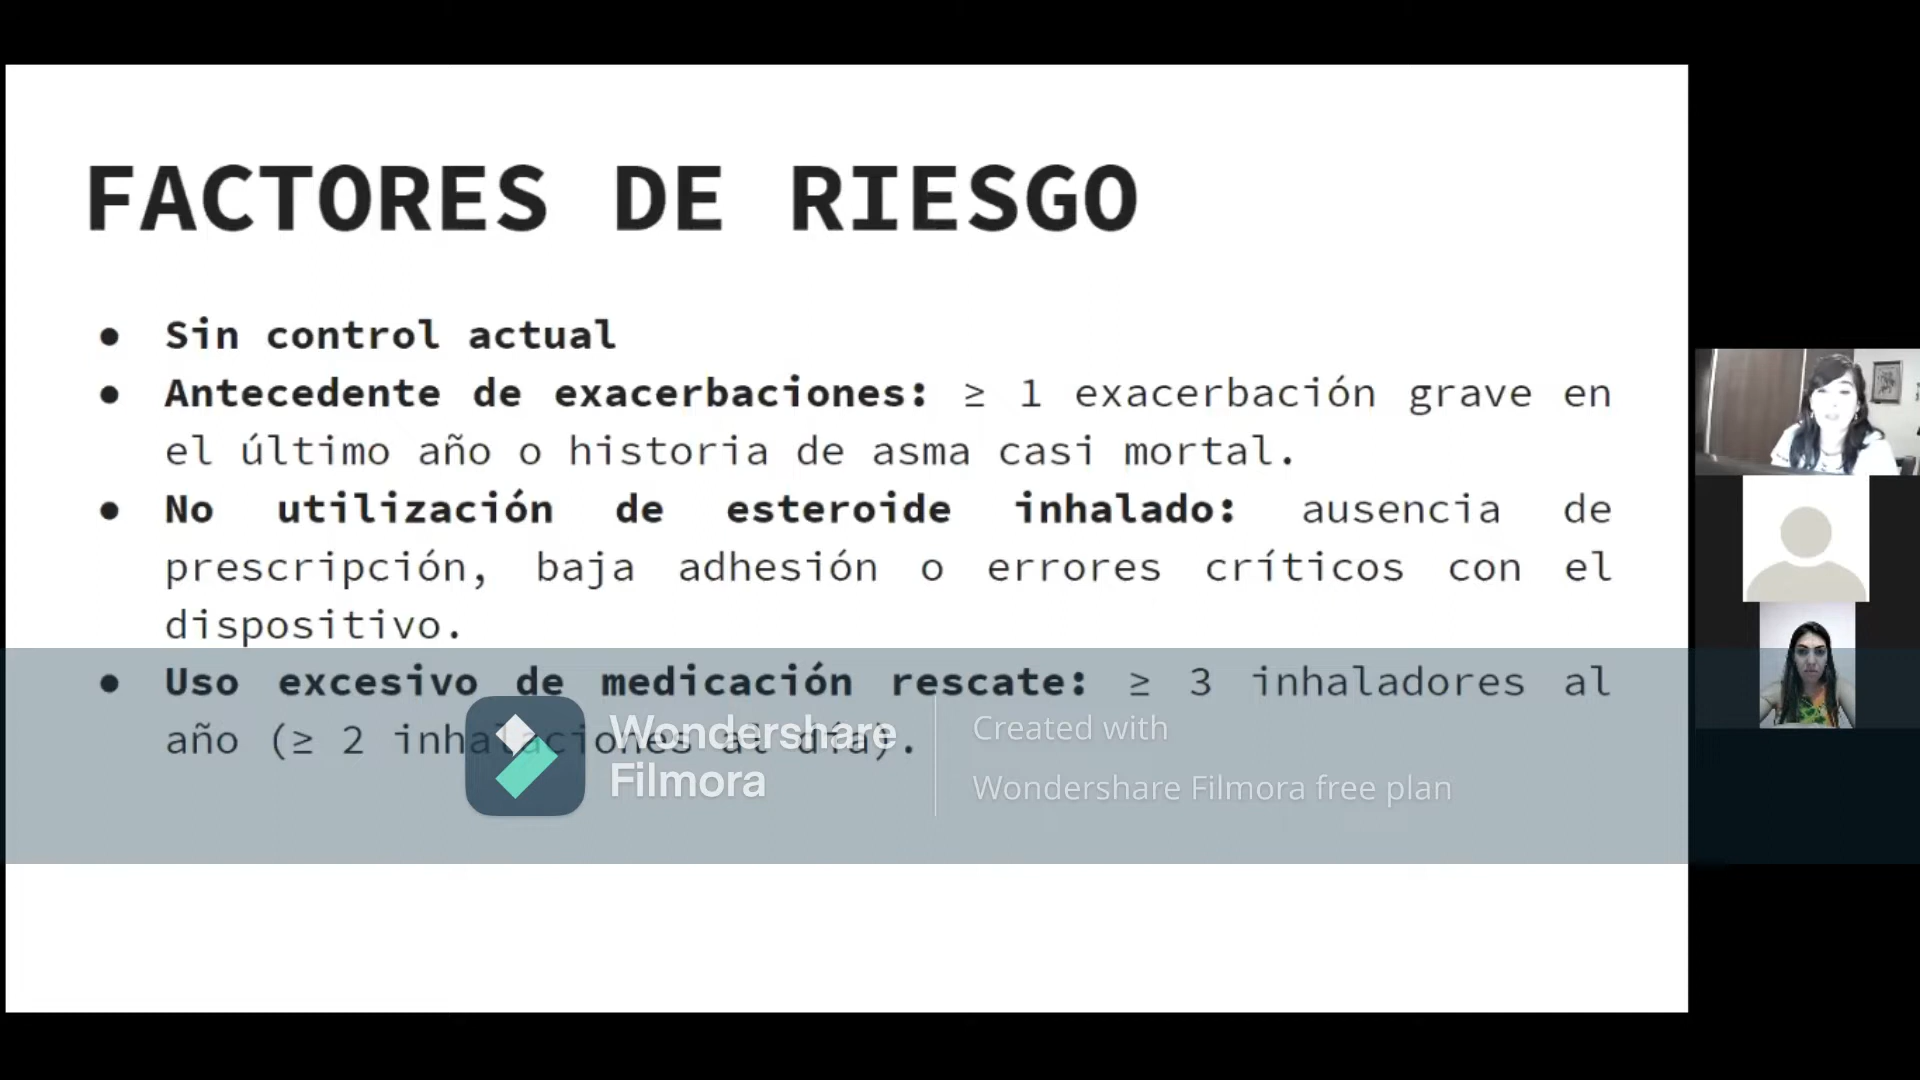 FACTORES DE RIESGO
● Sin control actual
● Antecedente de exacerbaciones: ≥ 1 exacerbación grave en
el último año o historia de asma casi mortal.
● No utilización de esteroide inhalado: ausencia de
prescripción, baja adhesión o errores críticos con el
dispositivo.
● Uso excesivo de medicación rescate: ≥ 3 inhaladores al
año (≥ 2 inhalaciones al día).
Wondershare
Filmora
Created with
Wondershare Filmora free plan